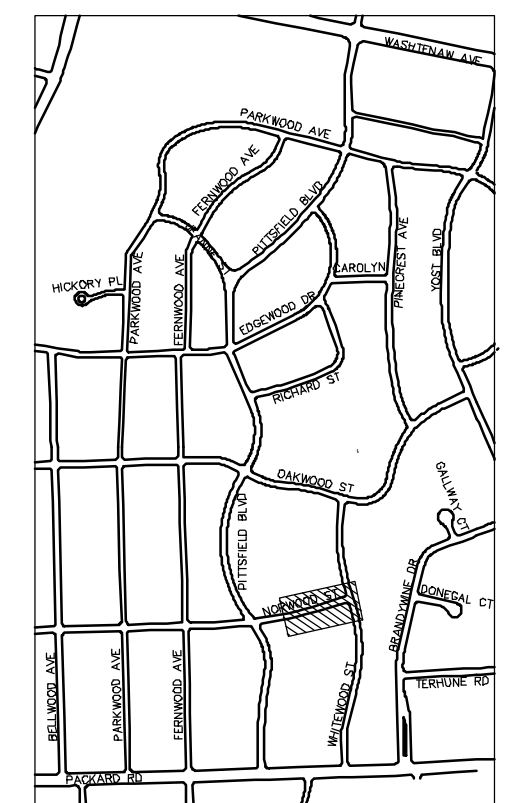 WASHTENAW AVE
PARKWOOD AVE
FERNWOOD AVE
PITTSFIELD BLVD
PINECREST AVE
YOST BLVD
CAROLYN
HICKORY PL
PARKWOOD AVE
FERNWOOD AVE
EDGEWOOD DR
RICHARD ST
OAKWOOD ST
GALLWAY CT
PITTSFIELD BLVD
NORWOOD ST
BRANDYWNE DR
DONEGAL CT
BELLWOOD AVE
PARKWOOD AVE
FERNWOOD AVE
WHITEWOOD ST
TERHUNE RD
PACKARD RD